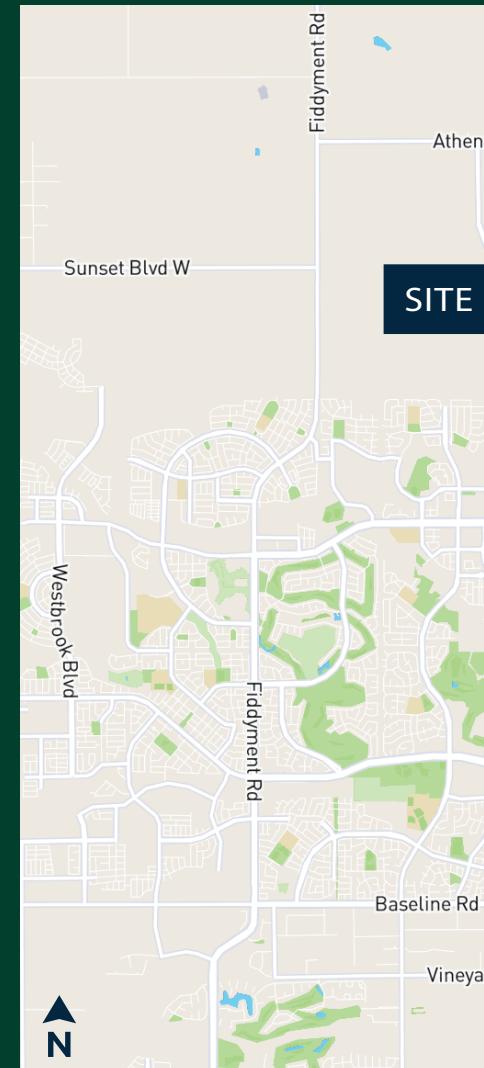 Fiddyment Rd
Athen
Sunset Blvd W
SITE
Westbrook Blvd
Fiddyment Rd
Baseline Rd
Vineya
N